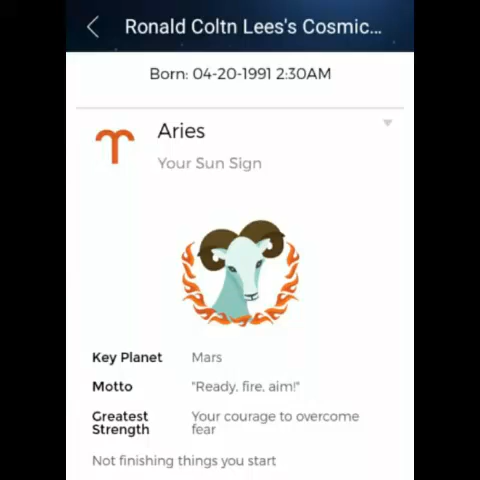 Ronald Coltn Lees's Cosmic...
Born: 04-20-1991 2:30AM
Aries
Your Sun Sign
Key Planet Mars
Motto "Ready, fire, aim!"
Greatest Strength Your courage to overcome fear
Not finishing things you start